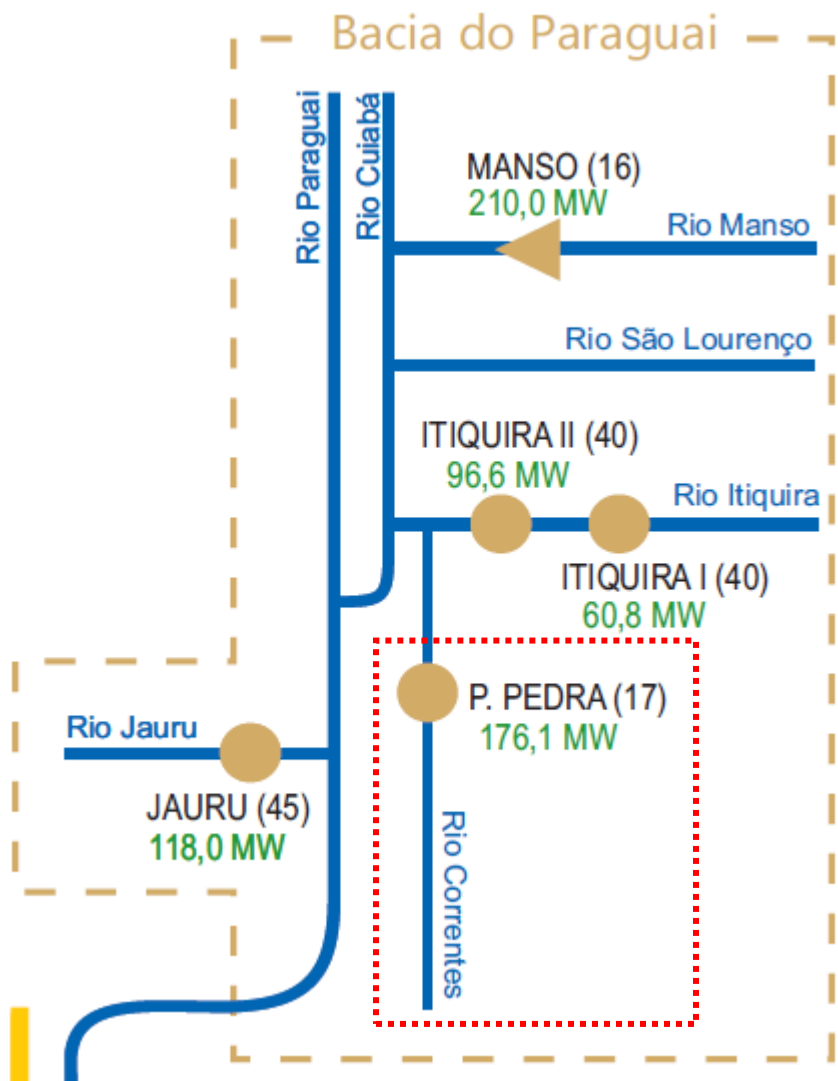 Bacia do Paraguai
Rio Paraguai
Rio Cuiabá
MANSO (16)
210,0 MW
Rio Manso
Rio São Lourenço
ITIQUIRA II (40)
96,6 MW
Rio Itiquira
ITIQUIRA I (40)
60,8 MW
P. PEDRA (17)
176,1 MW
Rio Jauru
JAURU (45)
118,0 MW
Rio Correntes